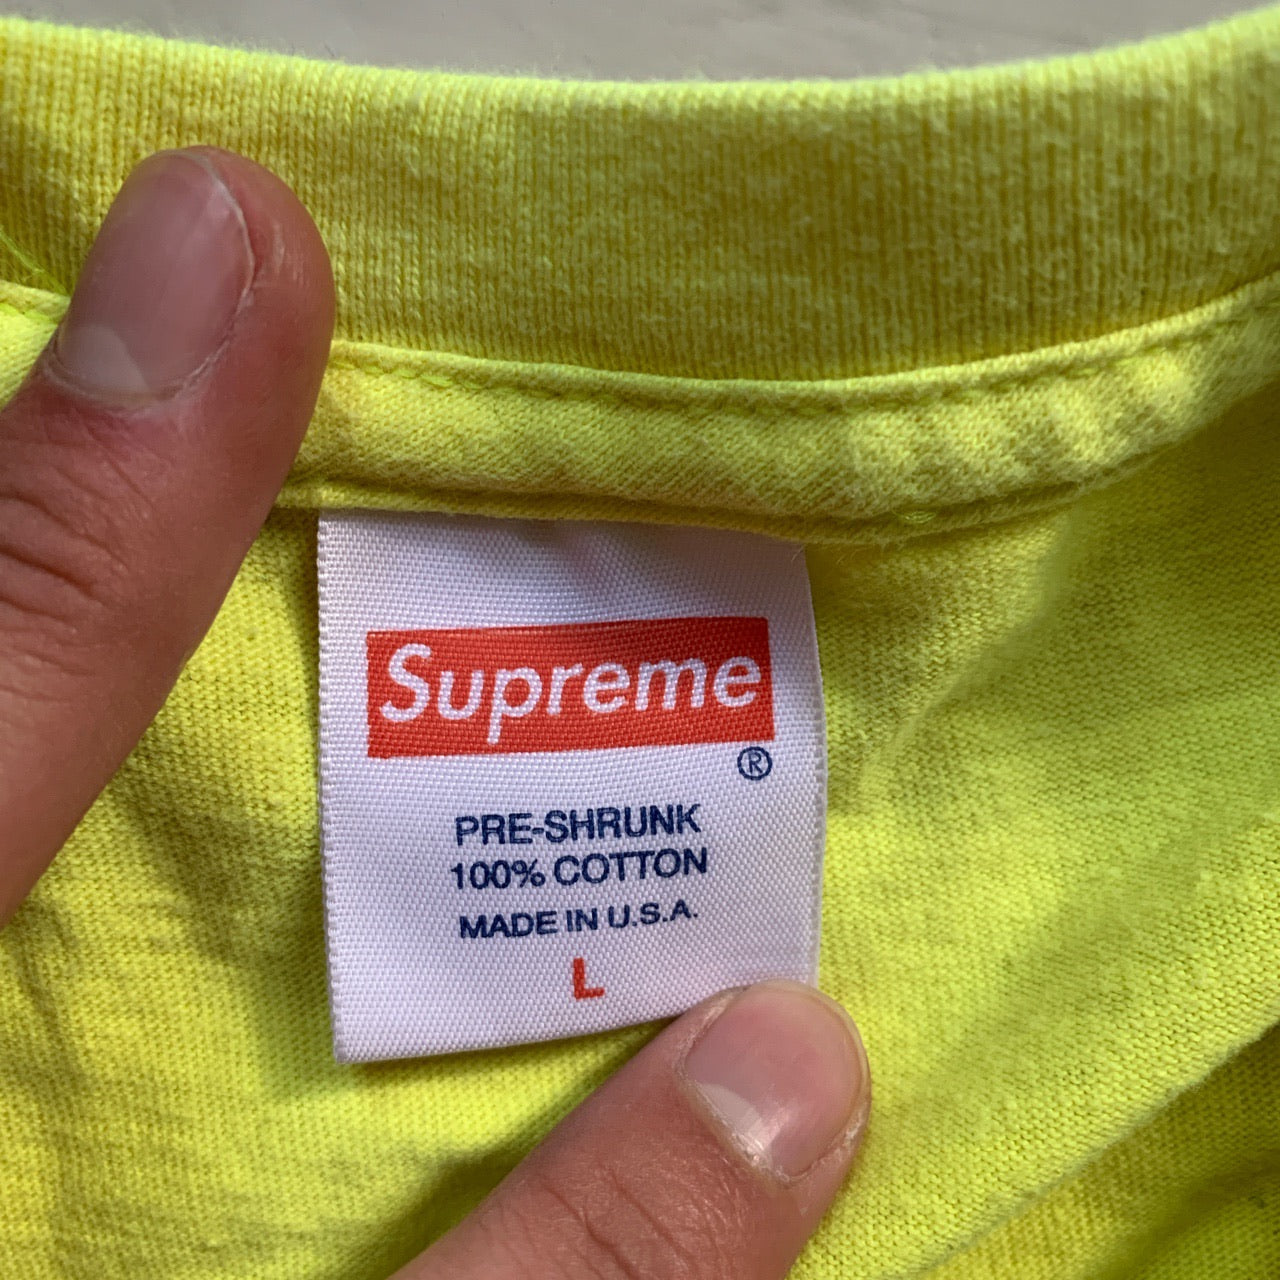 Supreme
®
PRE-SHRUNK
100% COTTON
MADE IN U.S.A.
L